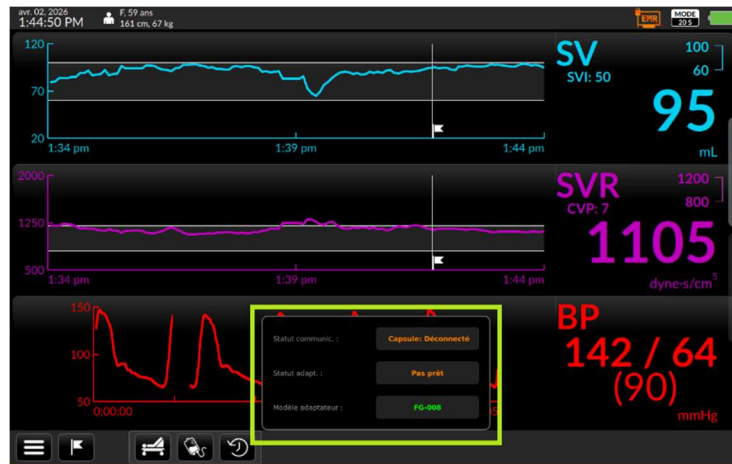 avr. 02, 2026
1:44:50 PM
F, 59 ans
161 cm, 67 kg
EMR
MODE
20 S
120
70
20
1:34 pm 1:39 pm 1:44 pm
SV
SVI: 50
100
60
95
mL
2000
1250
500
1:34 pm 1:39 pm 1:44 pm
SVR
CVP: 7
1200
800
1105
dyne-s/cm⁵
150
100
50
0:00:00
Statut communic. : Capsule: Déconnecté
Statut adapt. : Pas prêt
Modèle adaptateur : FG-008
BP
142 / 64
(90)
mmHg